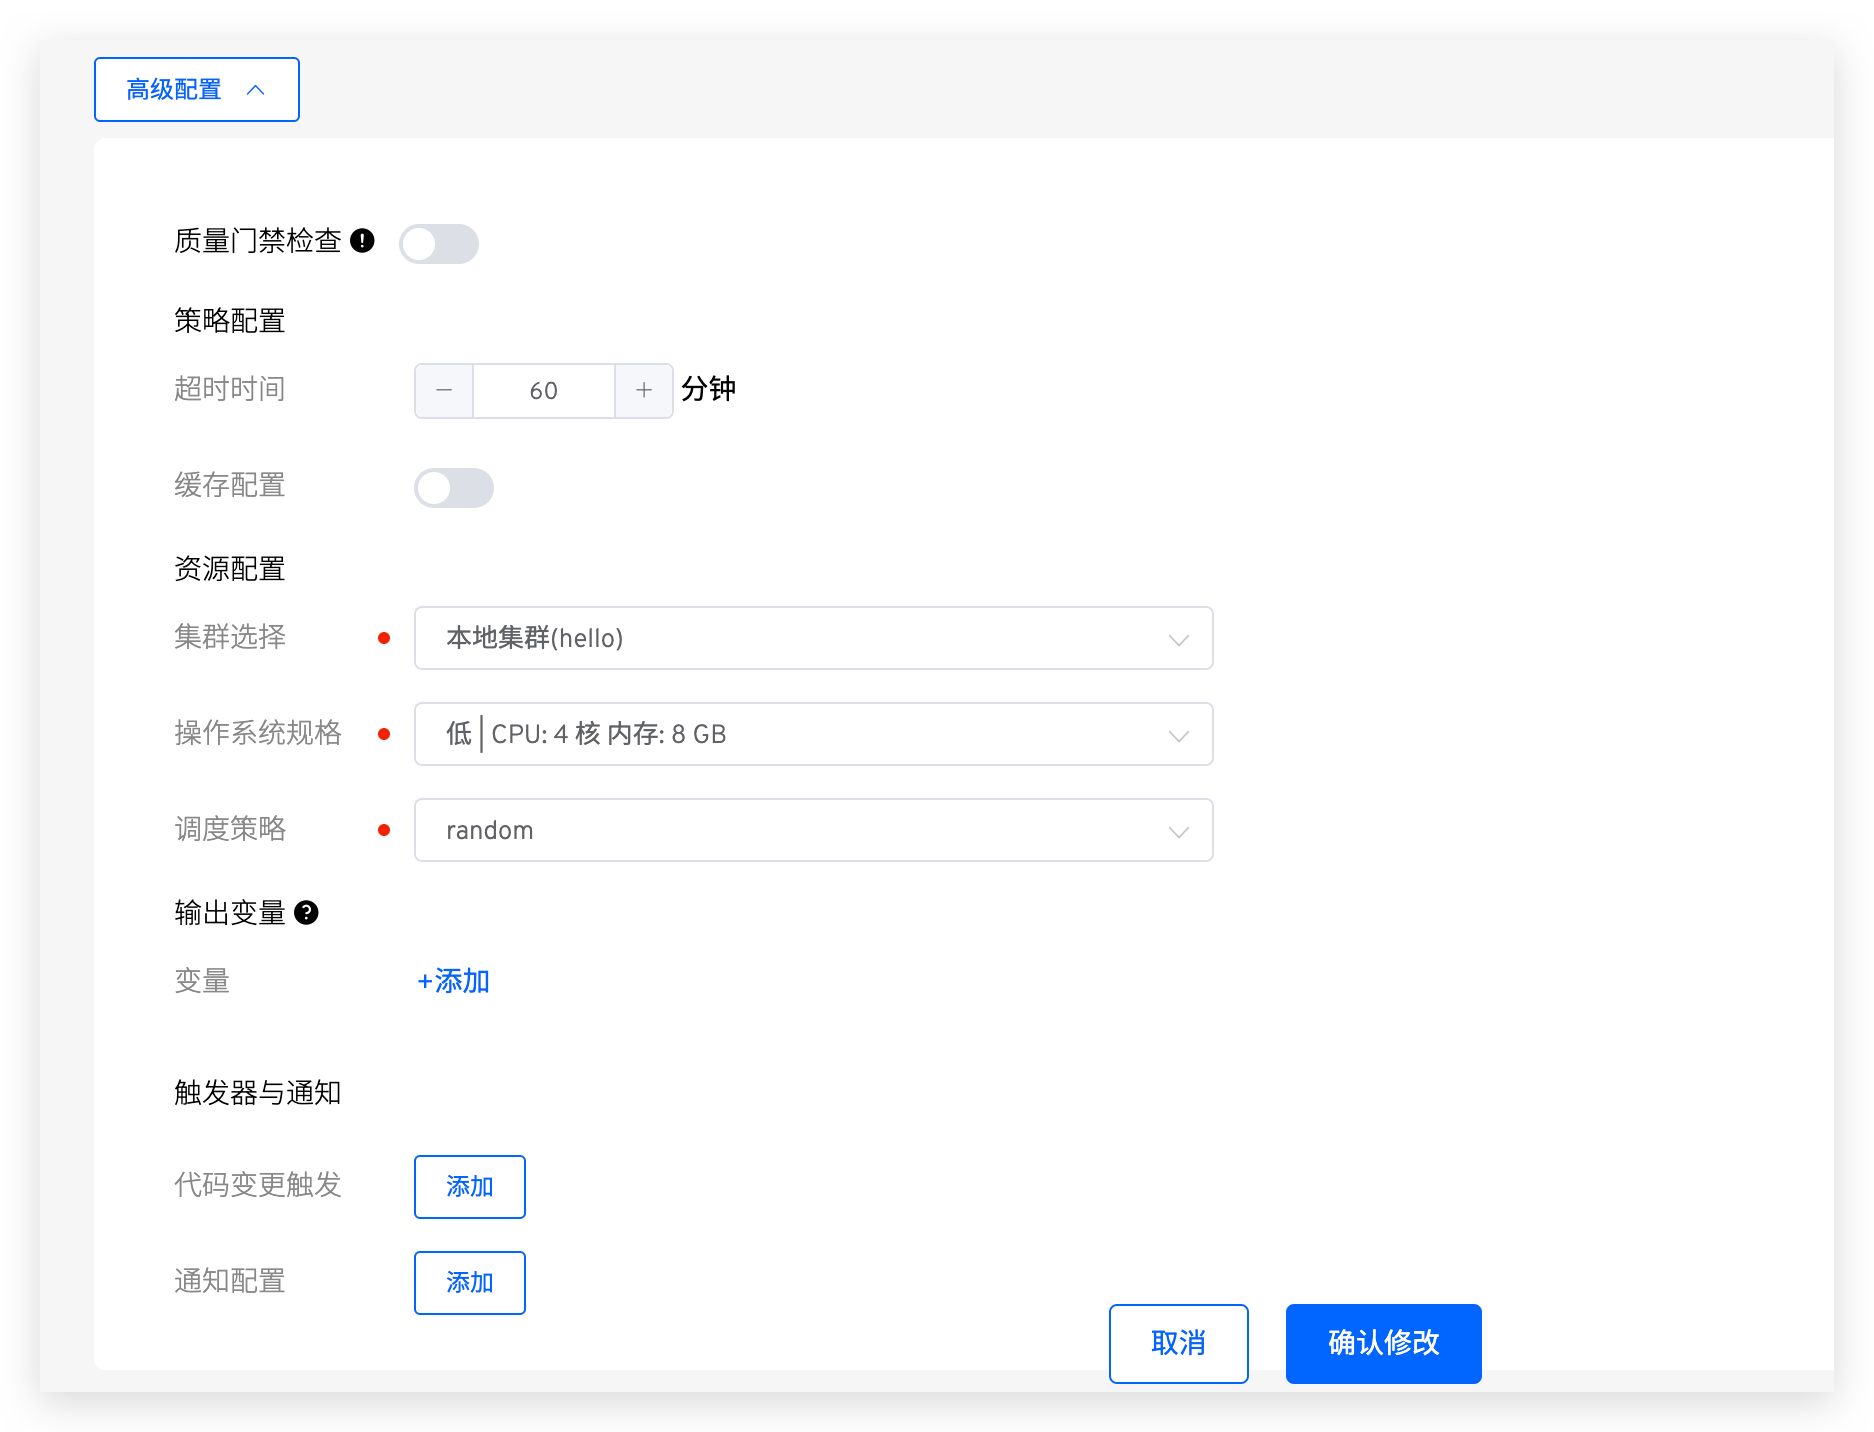 高级配置
质量门禁检查
策略配置
超时时间 60 分钟
缓存配置
资源配置
集群选择 本地集群(hello)
操作系统规格 低 | CPU: 4 核 内存: 8 GB
调度策略 random
输出变量
变量 +添加
触发器与通知
代码变更触发 添加
通知配置 添加
取消 确认修改